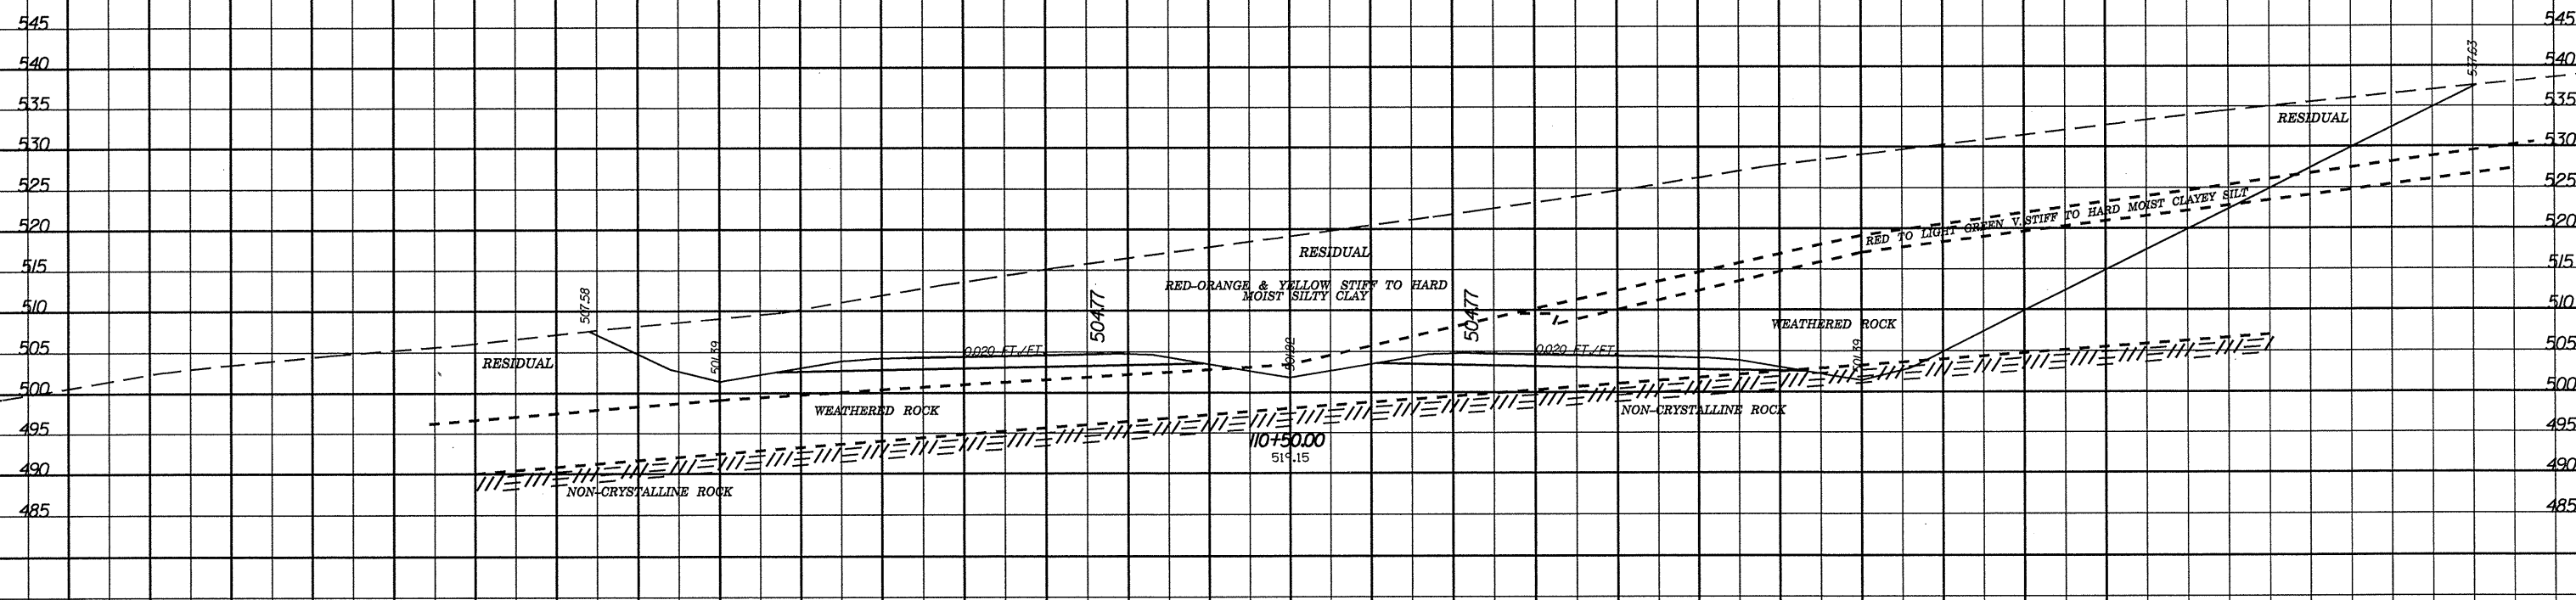 545 545
540 540
537.63
535 535
RESIDUAL
530 530
525 525
RED TO LIGHT GREEN V. STIFF TO HARD MOIST CLAYEY SILT
520 520
RESIDUAL
515 515
RED-ORANGE & YELLOW STIFF TO HARD
MOIST SILTY CLAY
510 510
507.58
504.77
504.77
WEATHERED ROCK
505 505
0.020 FT./FT.
0.020 FT./FT.
501.39
501.92
501.39
RESIDUAL
500 500
WEATHERED ROCK
NON-CRYSTALLINE ROCK
495 495
110+50.00
519.15
490 490
NON-CRYSTALLINE ROCK
485 485